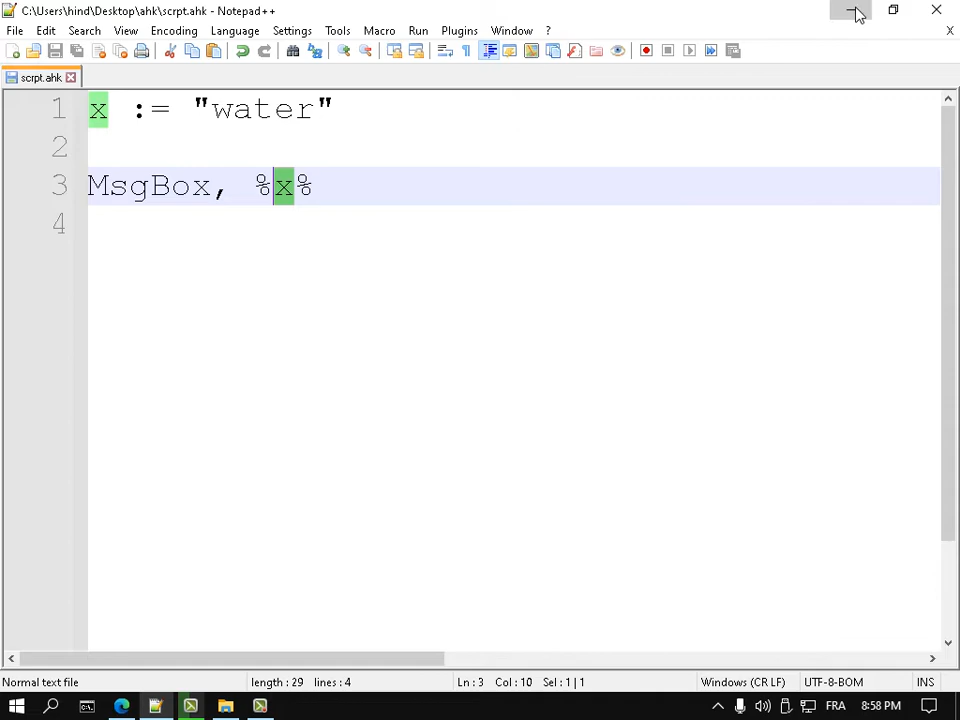 C:\Users\hind\Desktop\ahk\scrpt.ahk - Notepad++
File Edit Search View Encoding Language Settings Tools Macro Run Plugins Window ? X
scrpt.ahk
1 x := "water"
2
3 MsgBox, %x%
4
Normal text file length : 29 lines : 4 Ln : 3 Col : 10 Sel : 1 | 1 Windows (CR LF) UTF-8-BOM INS
FRA 8:58 PM